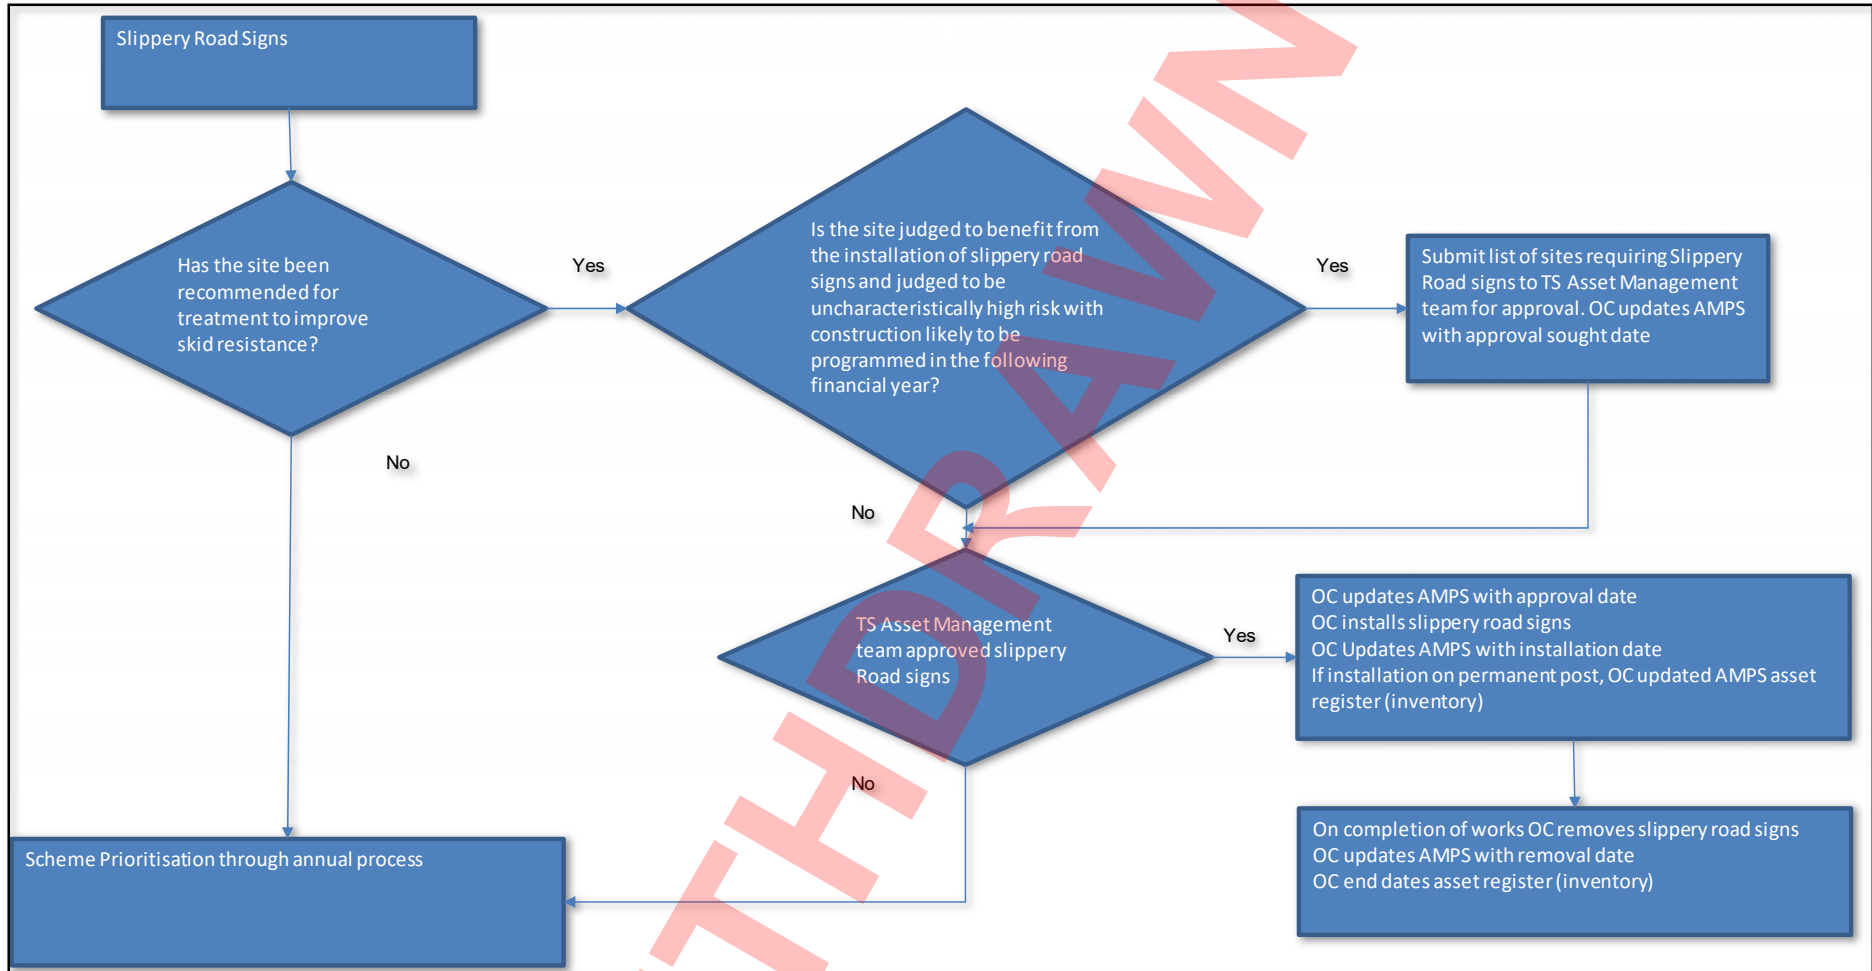 Slippery Road Signs
Has the site been
recommended for
treatment to improve
skid resistance?
Yes
No
Is the site judged to benefit from
the installation of slippery road
signs and judged to be
uncharacteristically high risk with
construction likely to be
programmed in the following
financial year?
Yes
No
Submit list of sites requiring Slippery
Road signs to TS Asset Management
team for approval. OC updates AMPS
with approval sought date
TS Asset Management
team approved slippery
Road signs
Yes
No
OC updates AMPS with approval date
OC installs slippery road signs
OC Updates AMPS with installation date
If installation on permanent post, OC updated AMPS asset
register (inventory)
On completion of works OC removes slippery road signs
OC updates AMPS with removal date
OC end dates asset register (inventory)
Scheme Prioritisation through annual process
THDRAWN